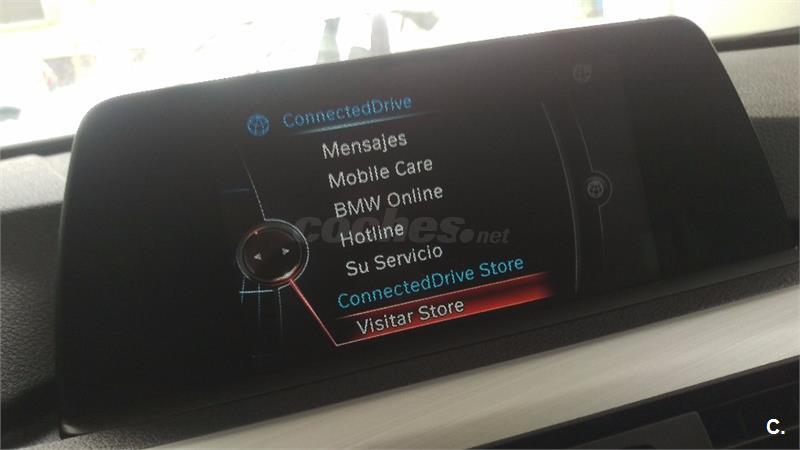 ConnectedDrive
Mensajes
Mobile Care
BMW Online
Hotline
coches.net
Su Servicio
ConnectedDrive Store
Visitar Store
C.